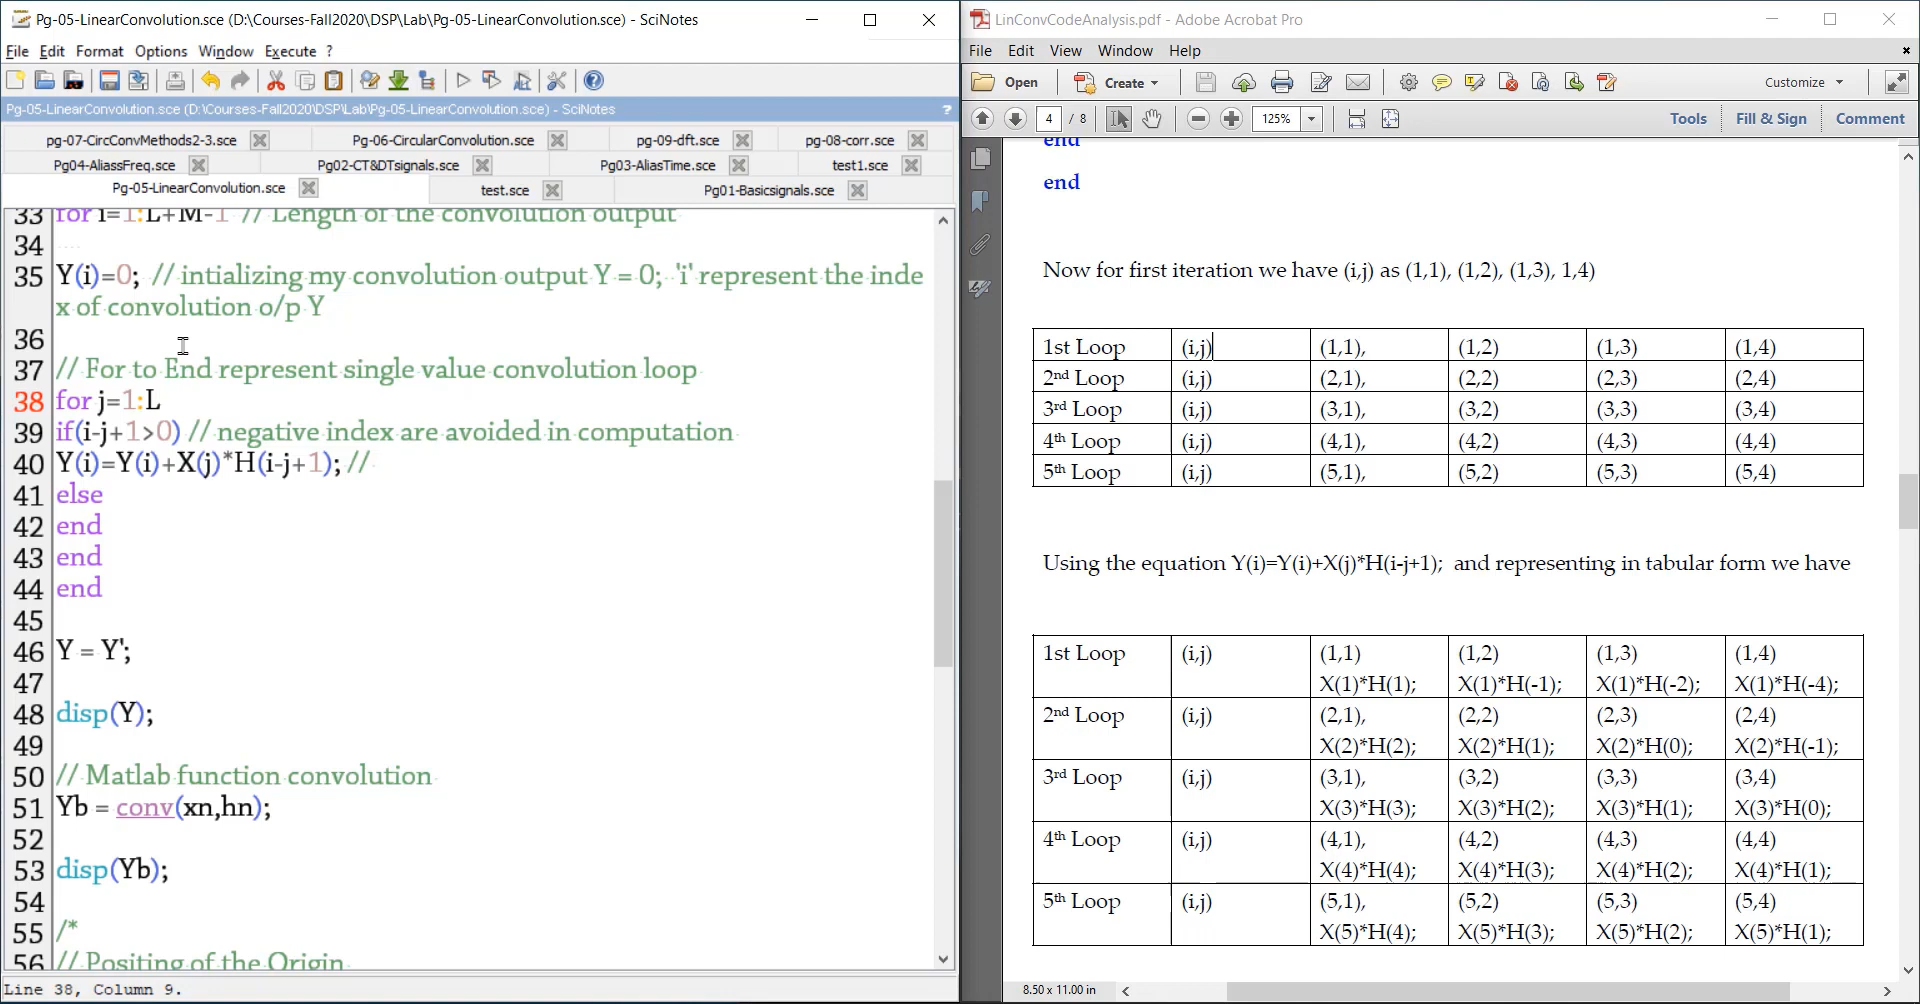 Pg-05-LinearConvolution.sce (D:\Courses-Fall2020\DSP\Lab\Pg-05-LinearConvolution.sce) - SciNotes
File Edit Format Options Window Execute ?
Pg-05-LinearConvolution.sce (D:\Courses-Fall2020\DSP\Lab\Pg-05-LinearConvolution.sce) - SciNotes ?
pg-07-CircConvMethods2-3.sce Pg-06-CircularConvolution.sce pg-09-dft.sce pg-08-corr.sce
Pg04-AliassFreq.sce Pg02-CT&DTsignals.sce Pg03-AliasTime.sce test1.sce
Pg-05-LinearConvolution.sce test.sce Pg01-Basicsignals.sce
33 for i=1:L+M-1 // Length of the convolution output
34
35 Y(i)=0; // intializing my convolution output Y = 0; 'i' represent the inde
x of convolution o/p Y
36
37 // For to End represent single value convolution loop
38 for j=1:L
39 if(i-j+1>0) // negative index are avoided in computation
40 Y(i)=Y(i)+X(j)*H(i-j+1); //
41 else
42 end
43 end
44 end
45
46 Y = Y';
47
48 disp(Y);
49
50 // Matlab function convolution
51 Yb = conv(xn,hn);
52
53 disp(Yb);
54
55 /*
56 // Positing of the Origin
Line 38, Column 9.
LinConvCodeAnalysis.pdf - Adobe Acrobat Pro
File Edit View Window Help
Open Create Customize
4 / 8 125% Tools Fill & Sign Comment
end
end
Now for first iteration we have (i,j) as (1,1), (1,2), (1,3), 1,4)
1st Loop (i,j) (1,1), (1,2) (1,3) (1,4)
2nd Loop (i,j) (2,1), (2,2) (2,3) (2,4)
3rd Loop (i,j) (3,1), (3,2) (3,3) (3,4)
4th Loop (i,j) (4,1), (4,2) (4,3) (4,4)
5th Loop (i,j) (5,1), (5,2) (5,3) (5,4)
Using the equation Y(i)=Y(i)+X(j)*H(i-j+1); and representing in tabular form we have
1st Loop (i,j) (1,1) (1,2) (1,3) (1,4)
X(1)*H(1); X(1)*H(-1); X(1)*H(-2); X(1)*H(-4);
2nd Loop (i,j) (2,1), (2,2) (2,3) (2,4)
X(2)*H(2); X(2)*H(1); X(2)*H(0); X(2)*H(-1);
3rd Loop (i,j) (3,1), (3,2) (3,3) (3,4)
X(3)*H(3); X(3)*H(2); X(3)*H(1); X(3)*H(0);
4th Loop (i,j) (4,1), (4,2) (4,3) (4,4)
X(4)*H(4); X(4)*H(3); X(4)*H(2); X(4)*H(1);
5th Loop (i,j) (5,1), (5,2) (5,3) (5,4)
X(5)*H(4); X(5)*H(3); X(5)*H(2); X(5)*H(1);
8.50 x 11.00 in